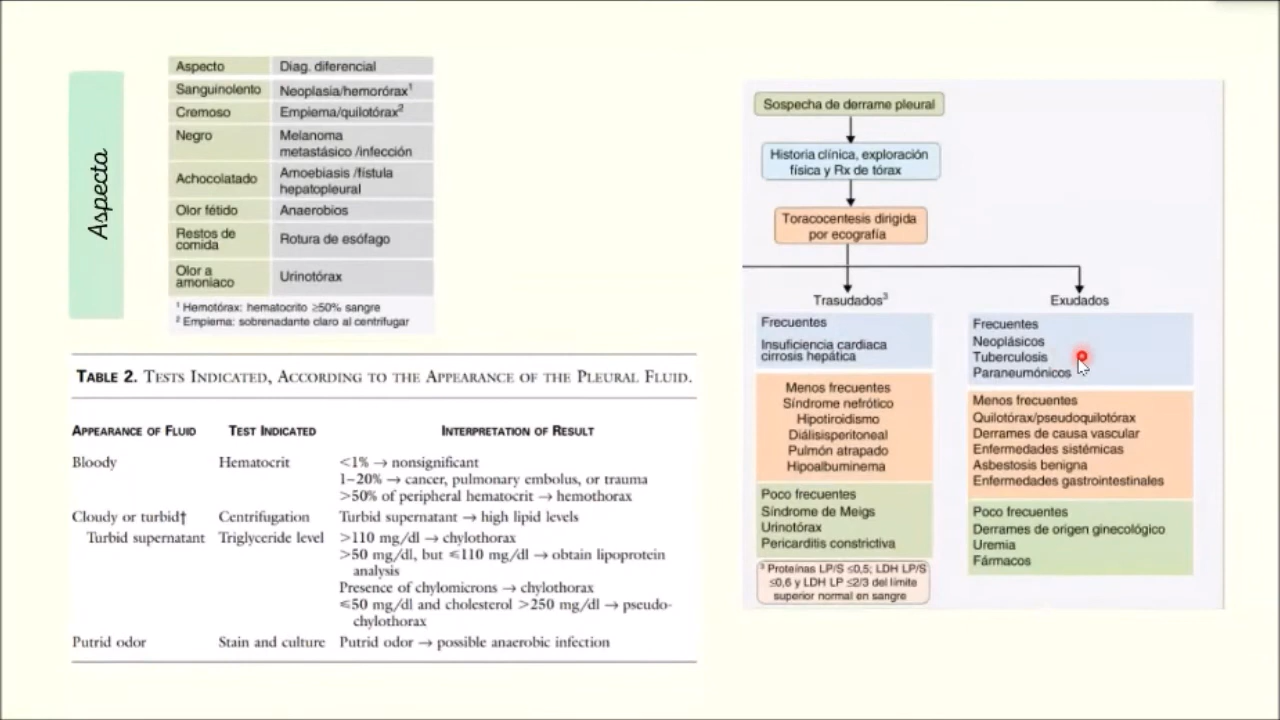 Aspecta
Aspecto Diag. diferencial
Sanguinolento Neoplasia/hemorórax¹
Cremoso Empiema/quilotórax²
Negro Melanoma
metastásico /infección
Achocolatado Amoebiasis /fístula
hepatopleural
Olor fétido Anaerobios
Restos de
comida Rotura de esófago
Olor a
amoniaco Urinotórax
¹ Hemotórax: hematocrito ≥50% sangre
² Empiema: sobrenadante claro al centrifugar
TABLE 2. TESTS INDICATED, ACCORDING TO THE APPEARANCE OF THE PLEURAL FLUID.
APPEARANCE OF FLUID TEST INDICATED INTERPRETATION OF RESULT
Bloody Hematocrit <1% → nonsignificant
1–20% → cancer, pulmonary embolus, or trauma
>50% of peripheral hematocrit → hemothorax
Cloudy or turbid† Centrifugation Turbid supernatant → high lipid levels
Turbid supernatant Triglyceride level >110 mg/dl → chylothorax
>50 mg/dl, but ≤110 mg/dl → obtain lipoprotein
analysis
Presence of chylomicrons → chylothorax
≤50 mg/dl and cholesterol >250 mg/dl → pseudo-
chylothorax
Putrid odor Stain and culture Putrid odor → possible anaerobic infection
Sospecha de derrame pleural
Historia clínica, exploración
física y Rx de tórax
Toracocentesis dirigida
por ecografía
Trasudados³
Frecuentes
Insuficiencia cardiaca
cirrosis hepática
Menos frecuentes
Síndrome nefrótico
Hipotiroidismo
Diálisisperitoneal
Pulmón atrapado
Hipoalbuminema
Poco frecuentes
Síndrome de Meigs
Urinotórax
Pericarditis constrictiva
³ Proteínas LP/S ≤0,5; LDH LP/S
≤0,6 y LDH LP ≤2/3 del límite
superior normal en sangre
Exudados
Frecuentes
Neoplásicos
Tuberculosis
Paraneumónicos
Menos frecuentes
Quilotórax/pseudoquilotórax
Derrames de causa vascular
Enfermedades sistémicas
Asbestosis benigna
Enfermedades gastrointestinales
Poco frecuentes
Derrames de origen ginecológico
Uremia
Fármacos